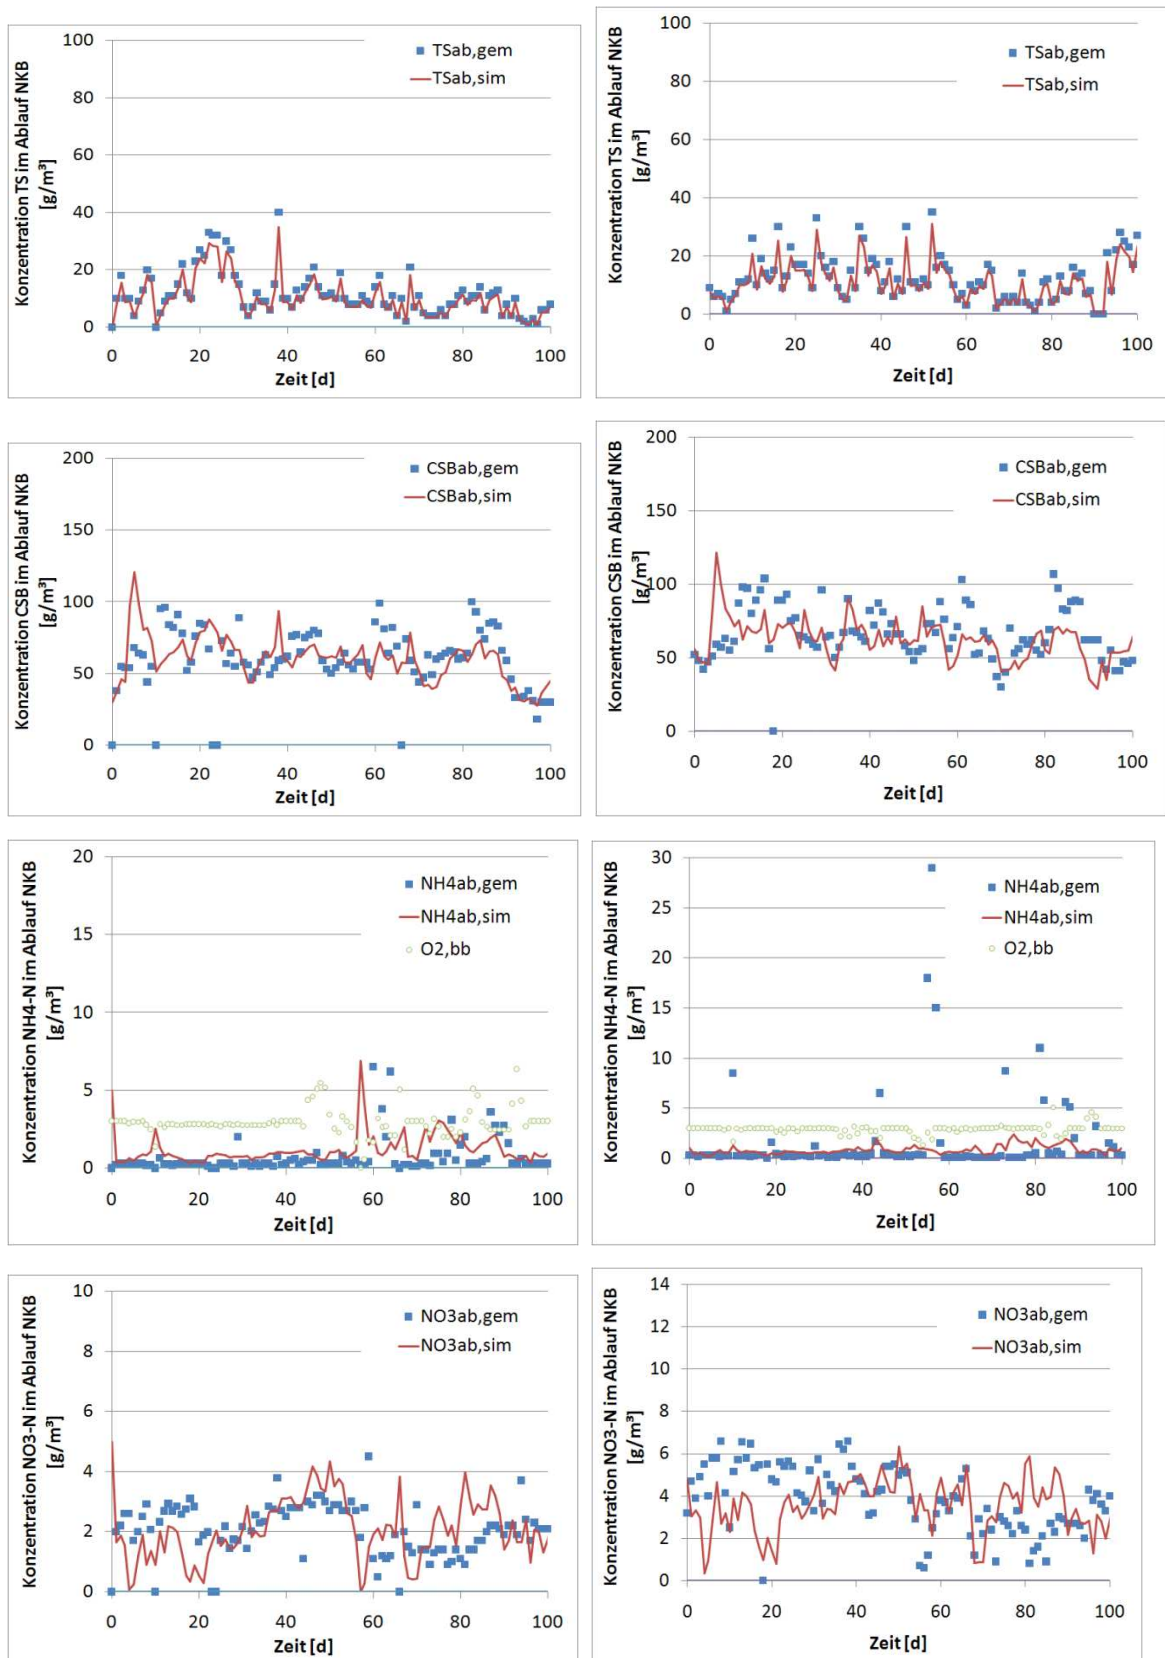 Konzentration TS im Ablauf NKB
[g/m³]
100
80
60
40
20
0
TSab,gem
TSab,sim
0 20 40 60 80 100
Zeit [d]
Konzentration TS im Ablauf NKB
[g/m³]
100
80
60
40
20
0
TSab,gem
TSab,sim
0 20 40 60 80 100
Zeit [d]
Konzentration CSB im Ablauf NKB
[g/m³]
200
150
100
50
0
CSBab,gem
CSBab,sim
0 20 40 60 80 100
Zeit [d]
Konzentration CSB im Ablauf NKB
[g/m³]
200
150
100
50
0
CSBab,gem
CSBab,sim
0 20 40 60 80 100
Zeit [d]
Konzentration NH4-N im Ablauf NKB
[g/m³]
20
15
10
5
0
NH4ab,gem
NH4ab,sim
O2,bb
0 20 40 60 80 100
Zeit [d]
Konzentration NH4-N im Ablauf NKB
[g/m³]
30
25
20
15
10
5
0
NH4ab,gem
NH4ab,sim
O2,bb
0 20 40 60 80 100
Zeit [d]
Konzentration NO3-N im Ablauf NKB
[g/m³]
10
8
6
4
2
0
NO3ab,gem
NO3ab,sim
0 20 40 60 80 100
Zeit [d]
Konzentration NO3-N im Ablauf NKB
[g/m³]
14
12
10
8
6
4
2
0
NO3ab,gem
NO3ab,sim
0 20 40 60 80 100
Zeit [d]